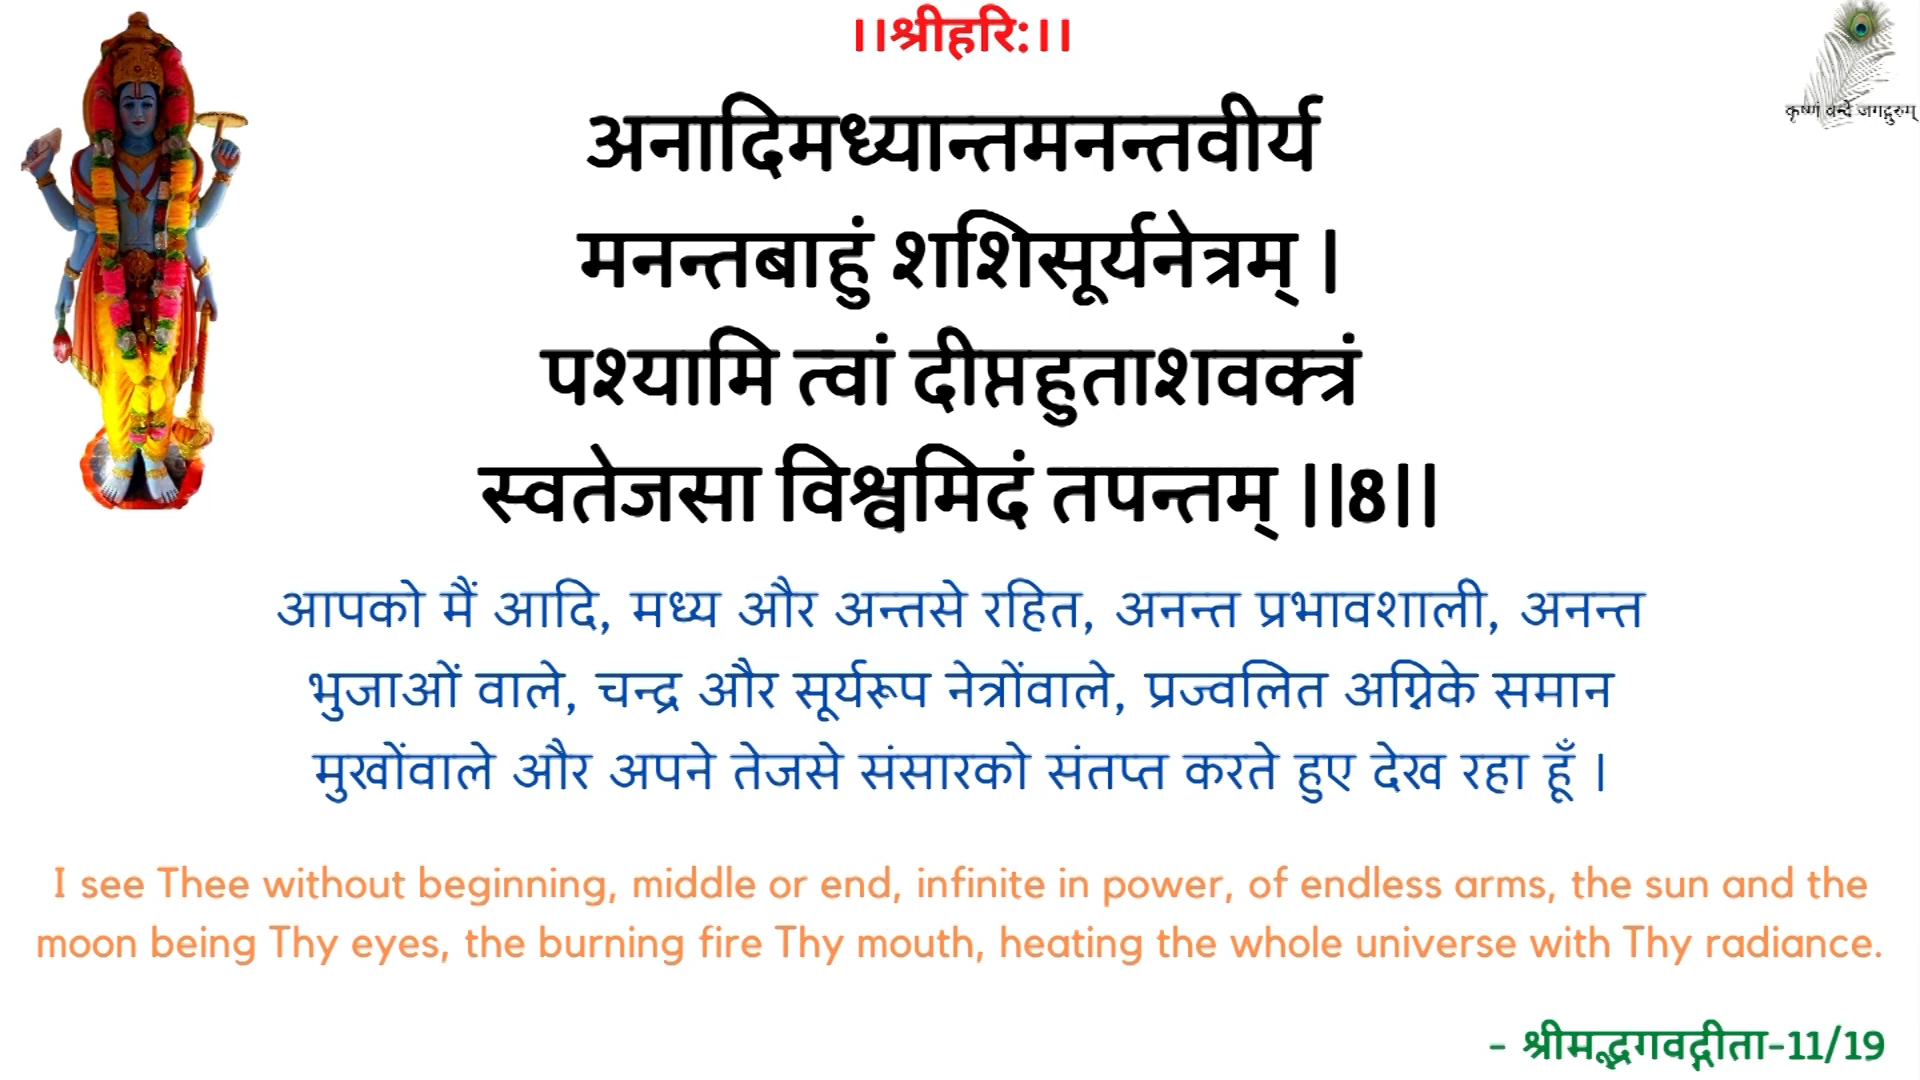 ।।श्रीहरि:।।
कृष्णं वन्दे जगद्गुरुम्
अनादिमध्यान्तमनन्तवीर्य
मनन्तबाहुं शशिसूर्यनेत्रम् |
पश्यामि त्वां दीप्तहुताशवक्त्रं
स्वतेजसा विश्वमिदं तपन्तम् ||8||
आपको मैं आदि, मध्य और अन्तसे रहित, अनन्त प्रभावशाली, अनन्त
भुजाओं वाले, चन्द्र और सूर्यरूप नेत्रोंवाले, प्रज्वलित अग्निके समान
मुखोंवाले और अपने तेजसे संसारको संतप्त करते हुए देख रहा हूँ ।
I see Thee without beginning, middle or end, infinite in power, of endless arms, the sun and the
moon being Thy eyes, the burning fire Thy mouth, heating the whole universe with Thy radiance.
- श्रीमद्भगवद्गीता-11/19